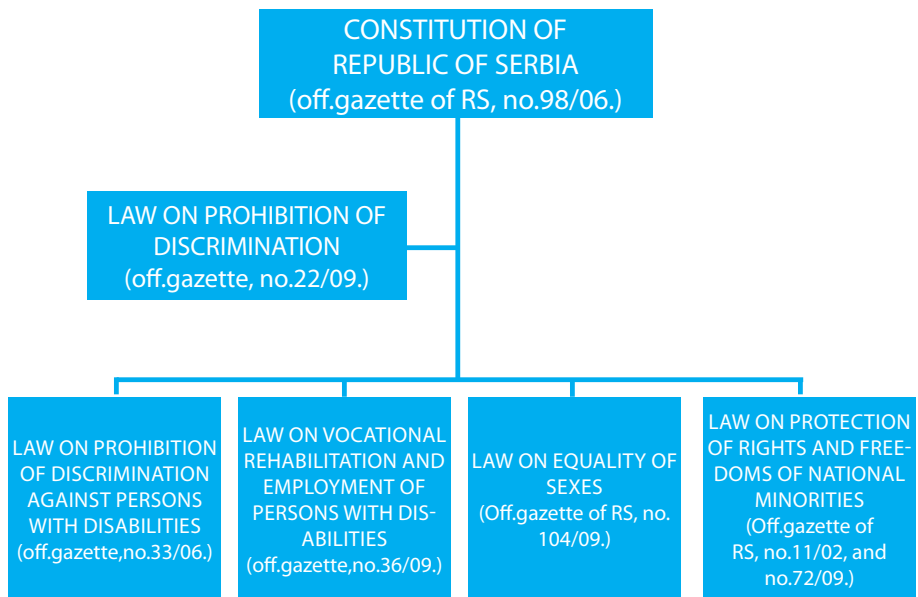 CONSTITUTION OF
REPUBLIC OF SERBIA
(off.gazette of RS, no.98/06.)
LAW ON PROHIBITION OF
DISCRIMINATION
(off.gazette, no.22/09.)
LAW ON PROHIBITION
OF DISCRIMINATION
AGAINST PERSONS
WITH DISABILITIES
(off.gazette,no.33/06.)
LAW ON VOCATIONAL
REHABILITATION AND
EMPLOYMENT OF
PERSONS WITH DIS-
ABILITIES
(off.gazette,no.36/09.)
LAW ON EQUALITY OF
SEXES
(Off.gazette of RS, no.
104/09.)
LAW ON PROTECTION
OF RIGHTS AND FREE-
DOMS OF NATIONAL
MINORITIES
(Off.gazette of
RS, no.11/02, and
no.72/09.)